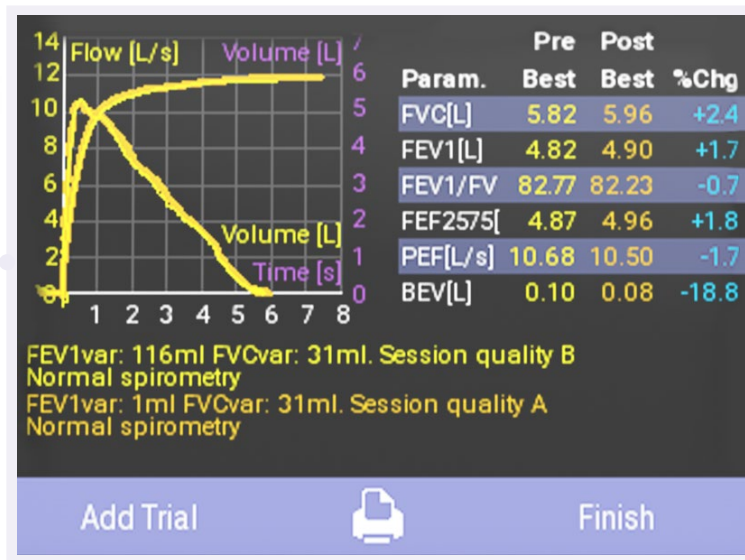 14
12
10
8
6
4
2
0
Flow [L/s]
Volume [L]
7
6
5
4
3
2
1
0
Volume [L]
Time [s]
1 2 3 4 5 6 7 8
Pre Post
Param. Best Best %Chg
FVC[L] 5.82 5.96 +2.4
FEV1[L] 4.82 4.90 +1.7
FEV1/FV 82.77 82.23 -0.7
FEF2575[ 4.87 4.96 +1.8
PEF[L/s] 10.68 10.50 -1.7
BEV[L] 0.10 0.08 -18.8
FEV1var: 116ml FVCvar: 31ml. Session quality B
Normal spirometry
FEV1var: 1ml FVCvar: 31ml. Session quality A
Normal spirometry
Add Trial
Finish